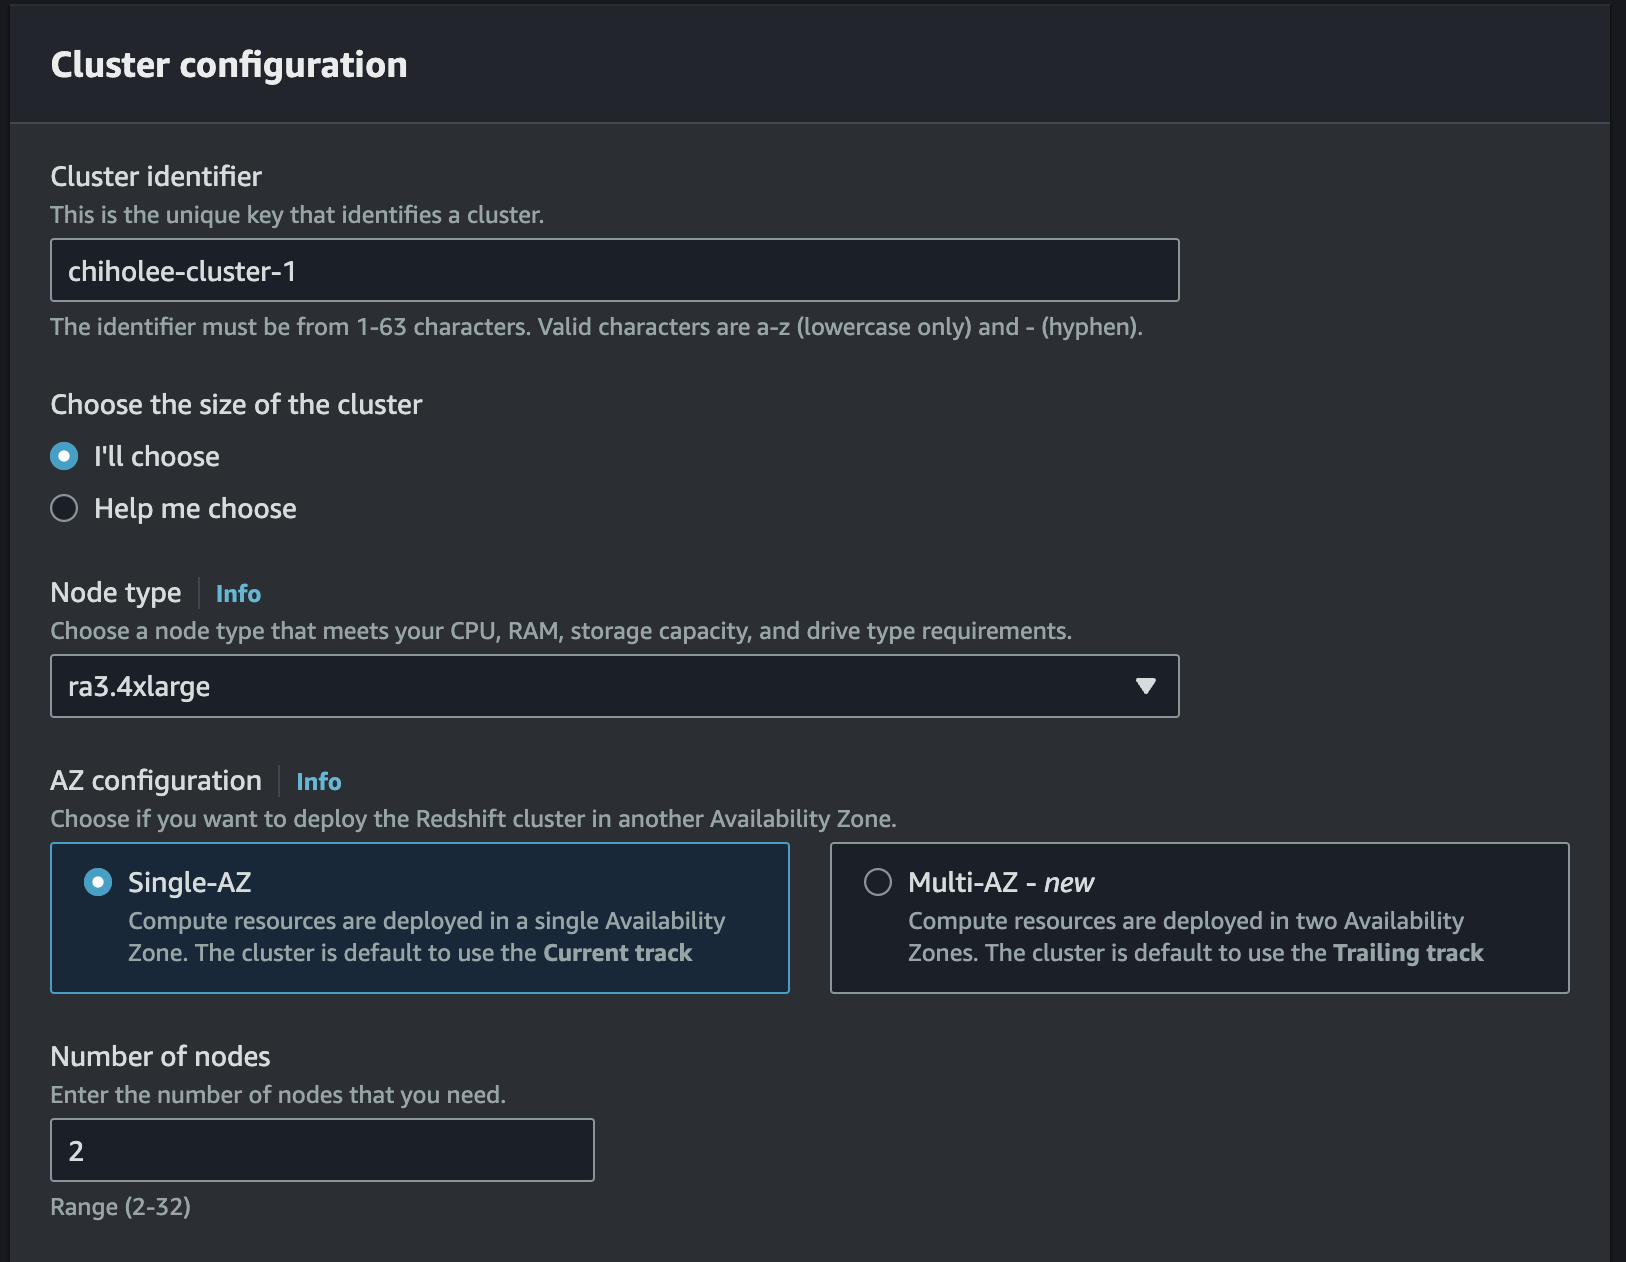 Cluster configuration
Cluster identifier
This is the unique key that identifies a cluster.
chiholee-cluster-1
The identifier must be from 1-63 characters. Valid characters are a-z (lowercase only) and - (hyphen).
Choose the size of the cluster
I'll choose
Help me choose
Node type Info
Choose a node type that meets your CPU, RAM, storage capacity, and drive type requirements.
ra3.4xlarge
AZ configuration Info
Choose if you want to deploy the Redshift cluster in another Availability Zone.
Single-AZ
Compute resources are deployed in a single Availability
Zone. The cluster is default to use the Current track
Multi-AZ - new
Compute resources are deployed in two Availability
Zones. The cluster is default to use the Trailing track
Number of nodes
Enter the number of nodes that you need.
2
Range (2-32)